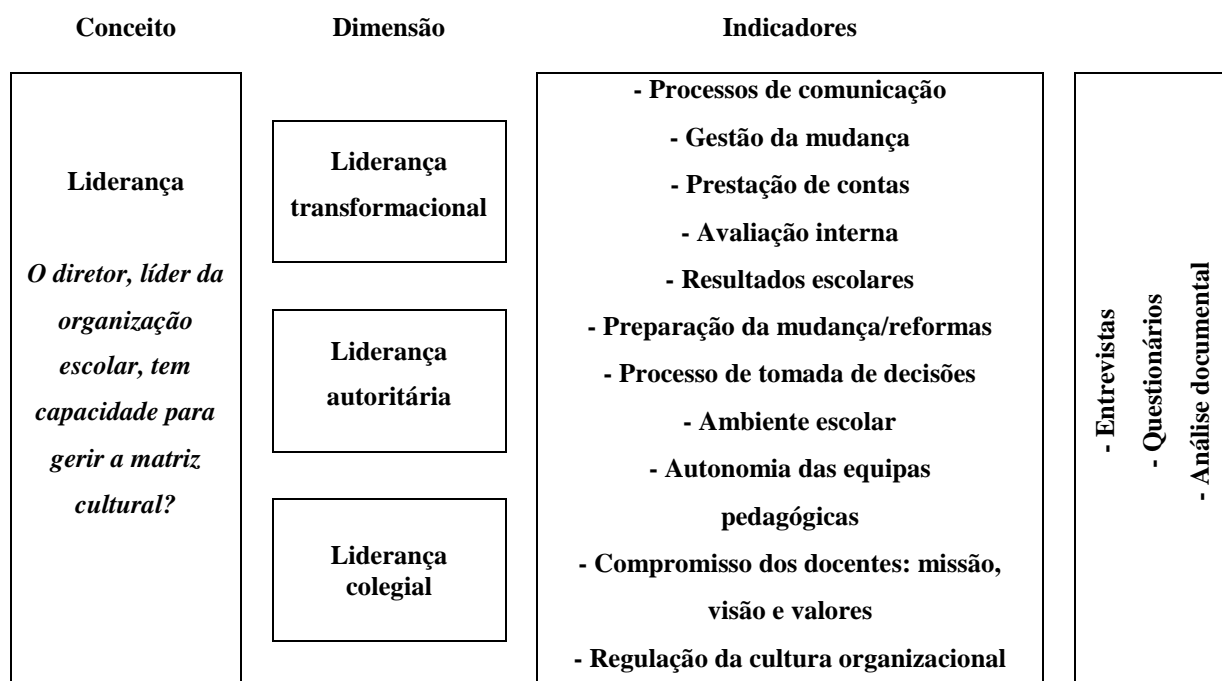 Conceito
Dimensão
Indicadores
Liderança
O diretor, líder da
organização
escolar, tem
capacidade para
gerir a matriz
cultural?
Liderança
transformacional
Liderança
autoritária
Liderança
colegial
- Processos de comunicação
- Gestão da mudança
- Prestação de contas
- Avaliação interna
- Resultados escolares
- Preparação da mudança/reformas
- Processo de tomada de decisões
- Ambiente escolar
- Autonomia das equipas
pedagógicas
- Compromisso dos docentes: missão,
visão e valores
- Regulação da cultura organizacional
- Entrevistas
- Questionários
- Análise documental